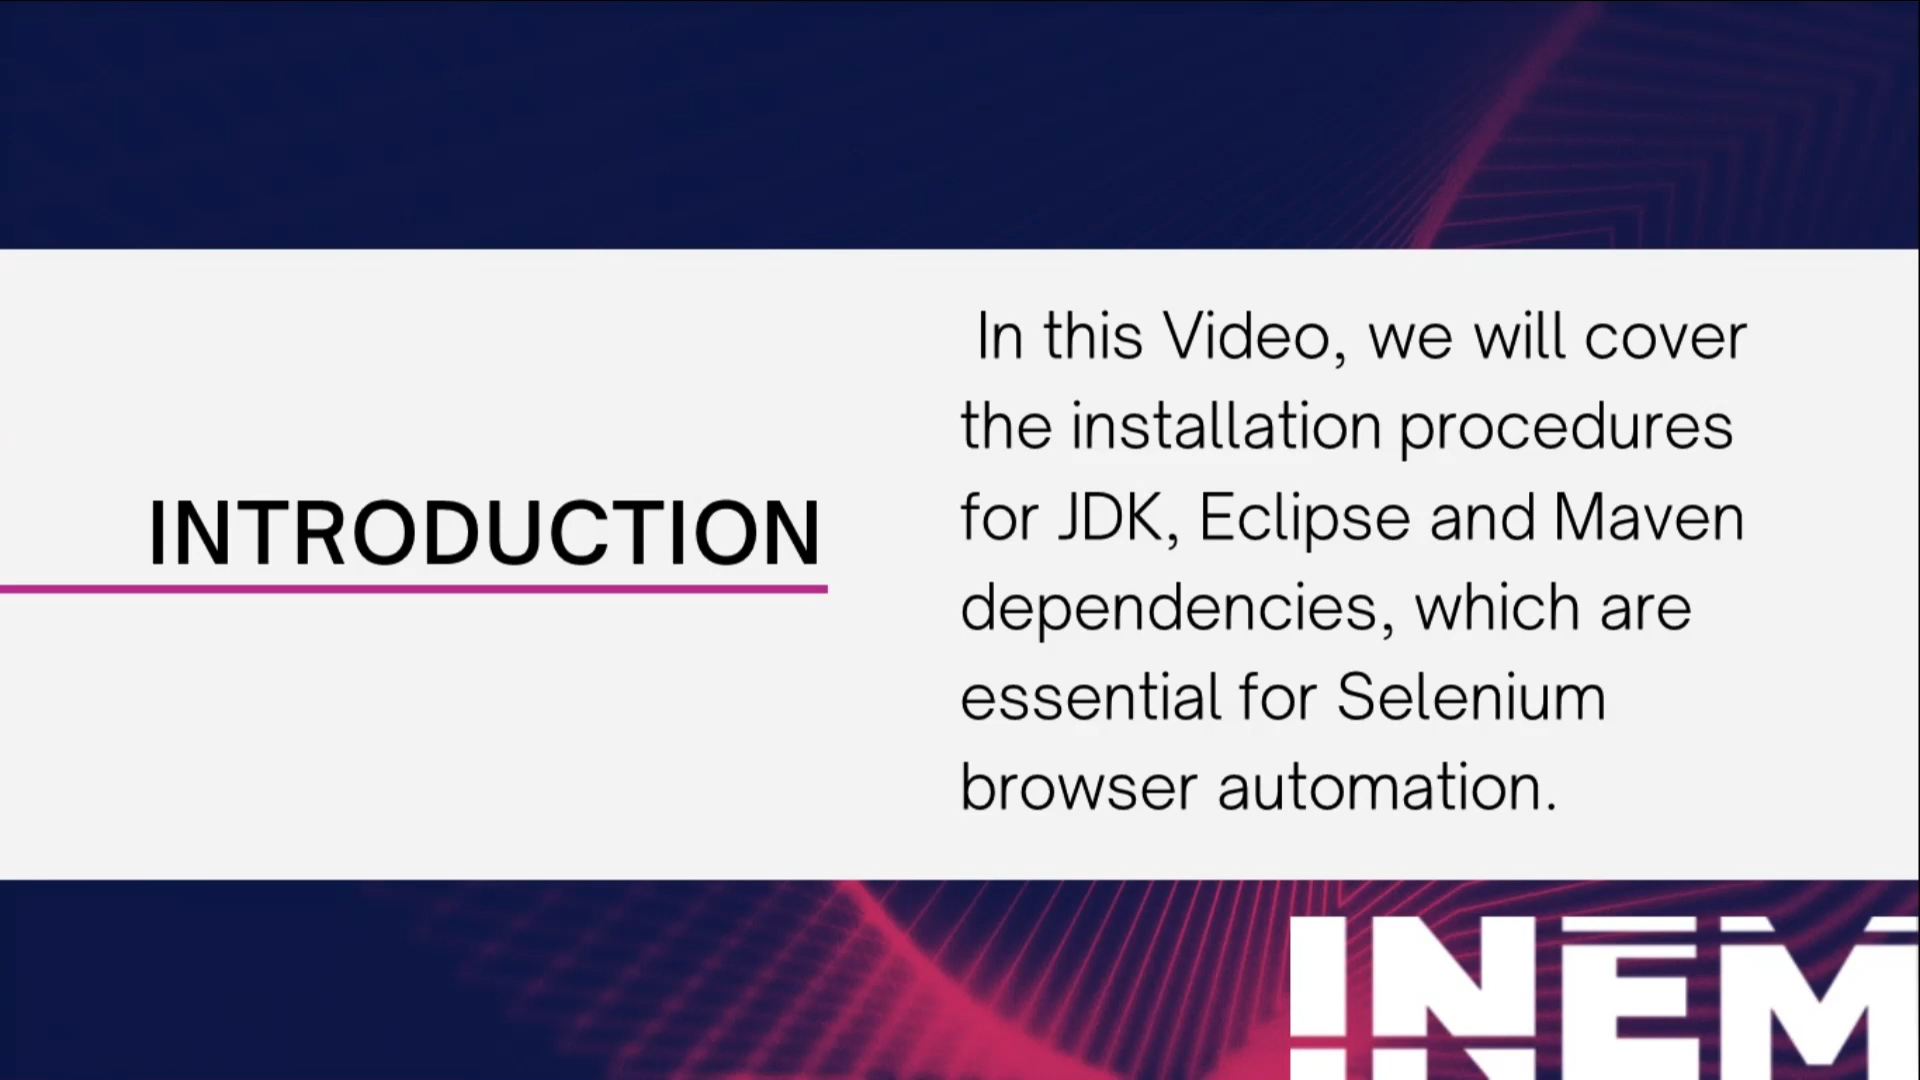 INTRODUCTION
In this Video, we will cover
the installation procedures
for JDK, Eclipse and Maven
dependencies, which are
essential for Selenium
browser automation.
INEM